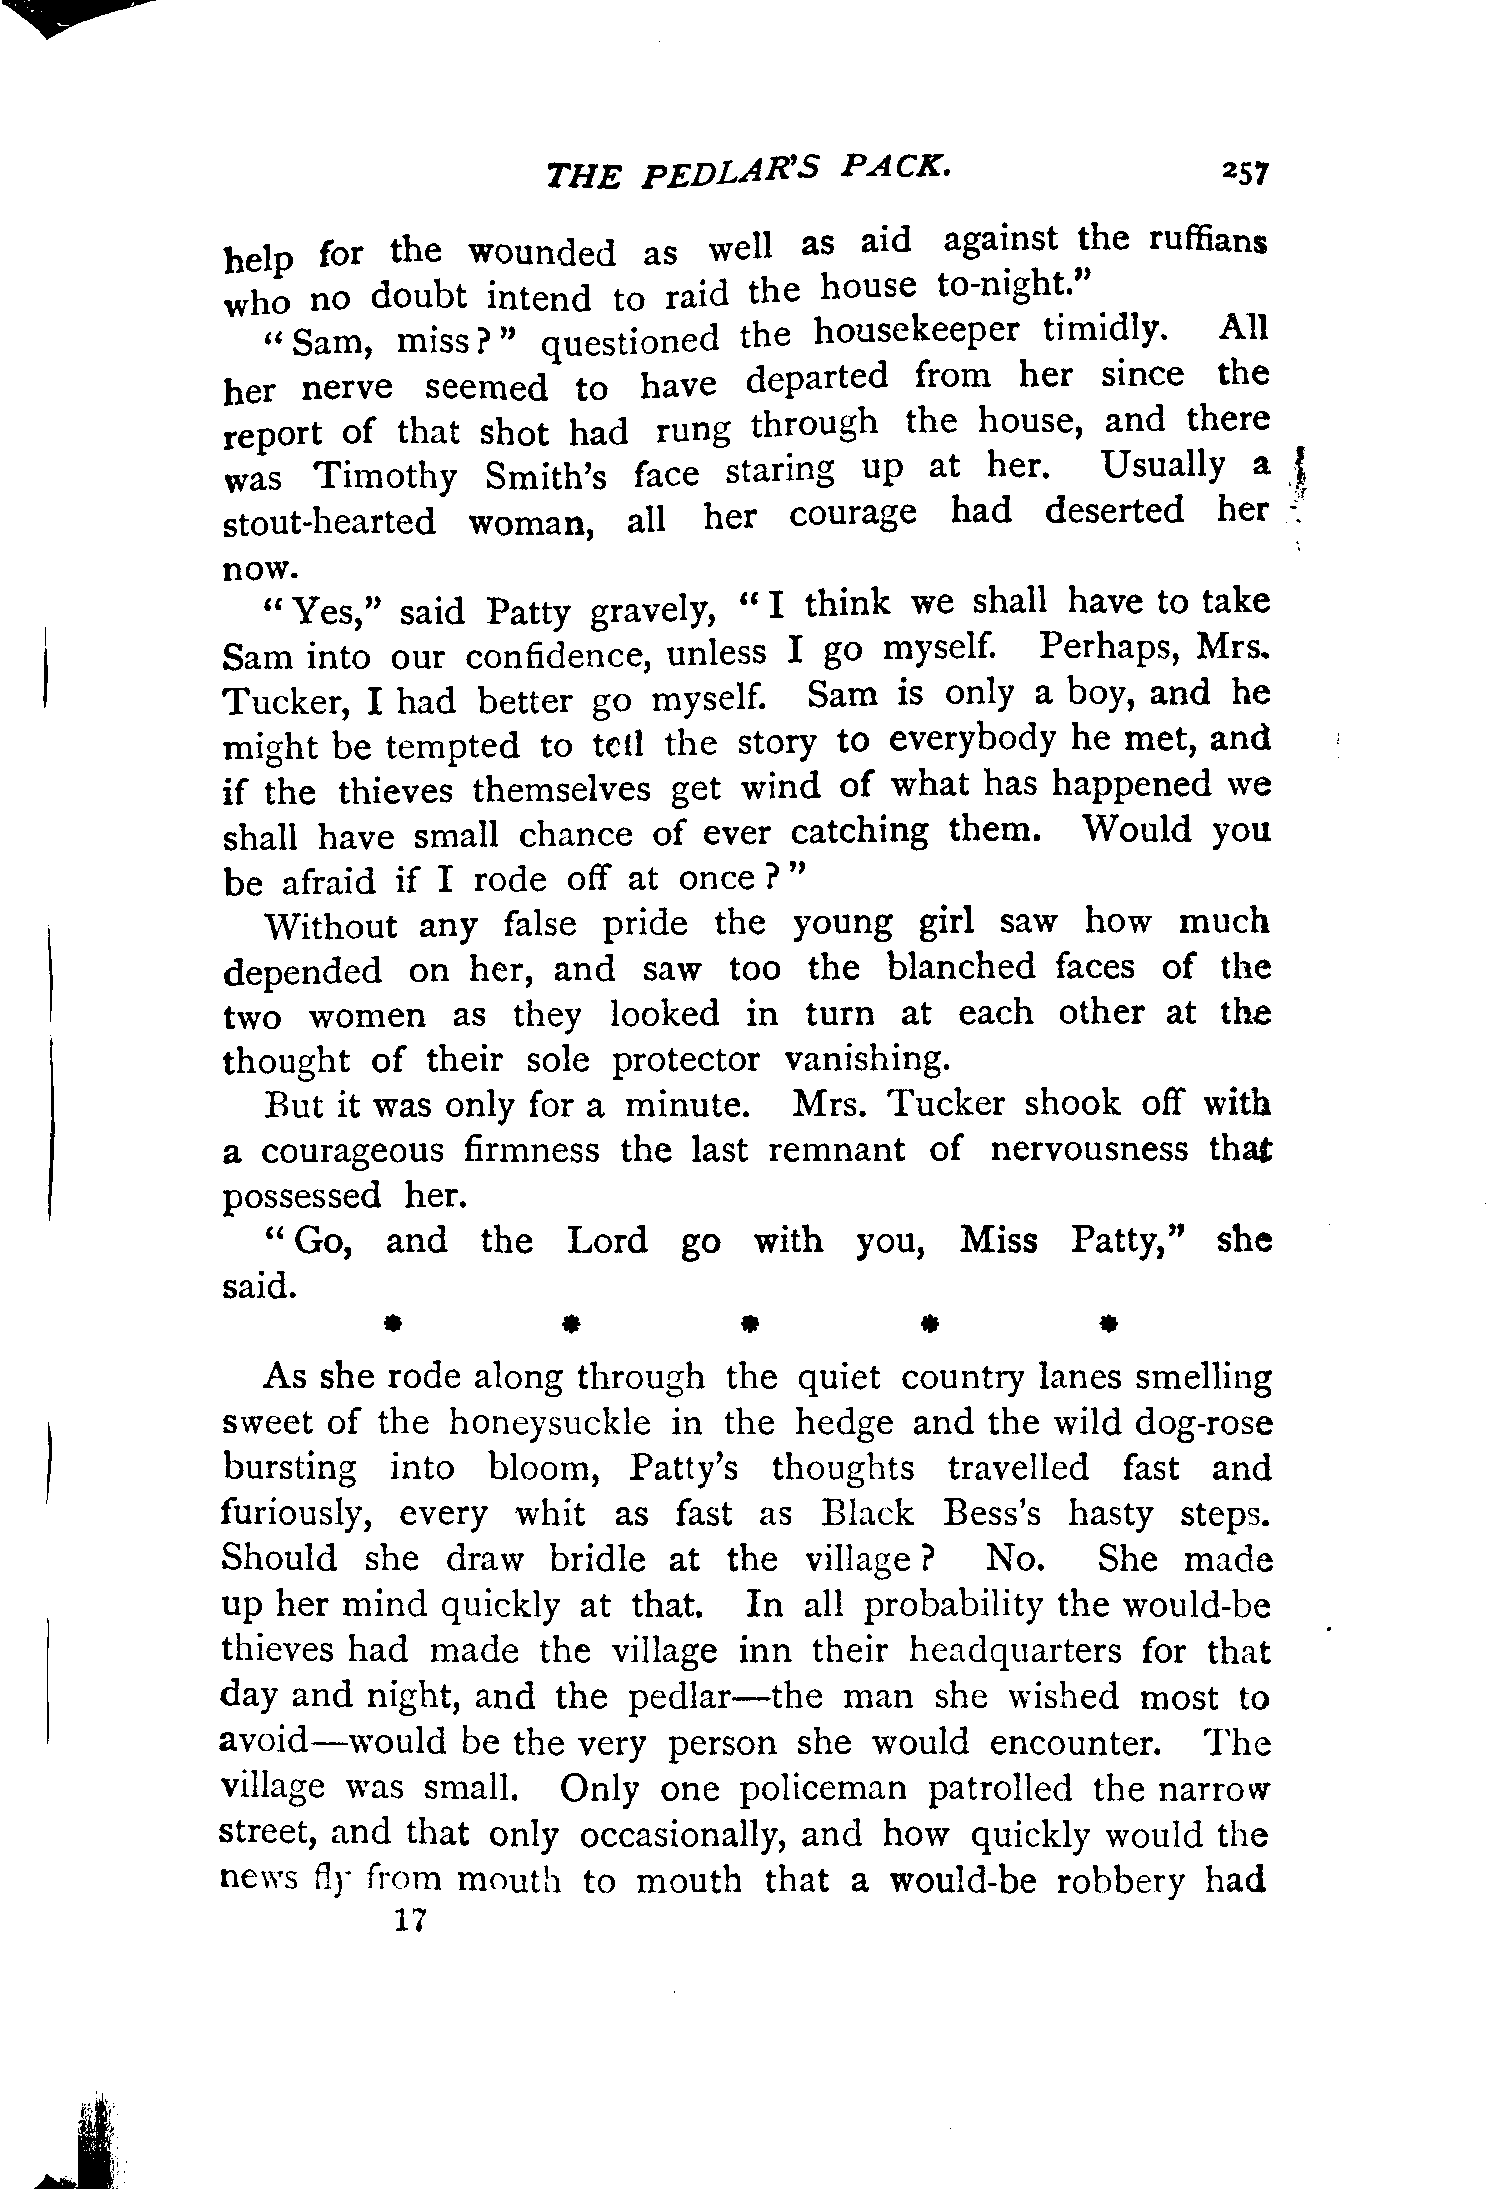 THE PEDLAR'S PACK. 257
help for the wounded as well as aid against the ruffians
who no doubt intend to raid the house to-night."
"Sam, miss?" questioned the housekeeper timidly. All
her nerve seemed to have departed from her since the
report of that shot had rung through the house, and there
was Timothy Smith's face staring up at her. Usually a
stout-hearted woman, all her courage had deserted her
now.
"Yes," said Patty gravely, "I think we shall have to take
Sam into our confidence, unless I go myself. Perhaps, Mrs.
Tucker, I had better go myself. Sam is only a boy, and he
might be tempted to tell the story to everybody he met, and
if the thieves themselves get wind of what has happened we
shall have small chance of ever catching them. Would you
be afraid if I rode off at once?"
Without any false pride the young girl saw how much
depended on her, and saw too the blanched faces of the
two women as they looked in turn at each other at the
thought of their sole protector vanishing.
But it was only for a minute. Mrs. Tucker shook off with
a courageous firmness the last remnant of nervousness that
possessed her.
"Go, and the Lord go with you, Miss Patty," she
said.
* * * * *
As she rode along through the quiet country lanes smelling
sweet of the honeysuckle in the hedge and the wild dog-rose
bursting into bloom, Patty's thoughts travelled fast and
furiously, every whit as fast as Black Bess's hasty steps.
Should she draw bridle at the village? No. She made
up her mind quickly at that. In all probability the would-be
thieves had made the village inn their headquarters for that
day and night, and the pedlar—the man she wished most to
avoid—would be the very person she would encounter. The
village was small. Only one policeman patrolled the narrow
street, and that only occasionally, and how quickly would the
news fly from mouth to mouth that a would-be robbery had
17